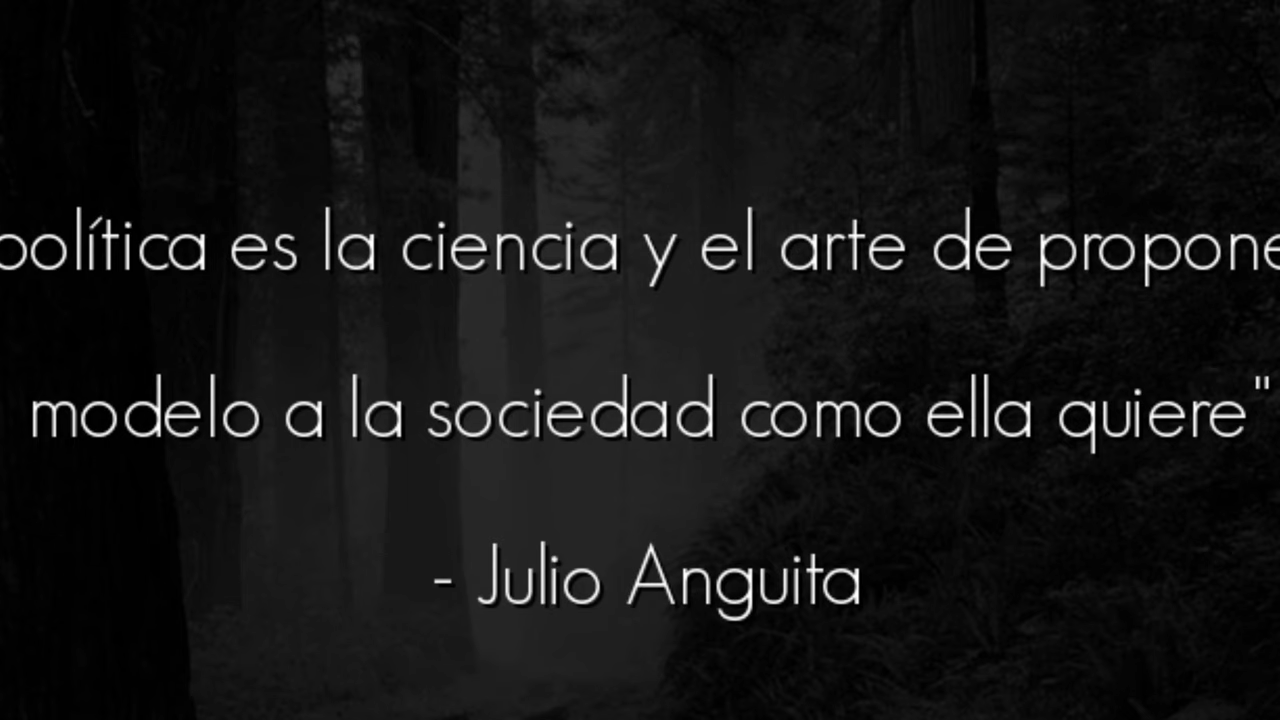 política es la ciencia y el arte de propone
modelo a la sociedad como ella quiere"
- Julio Anguita